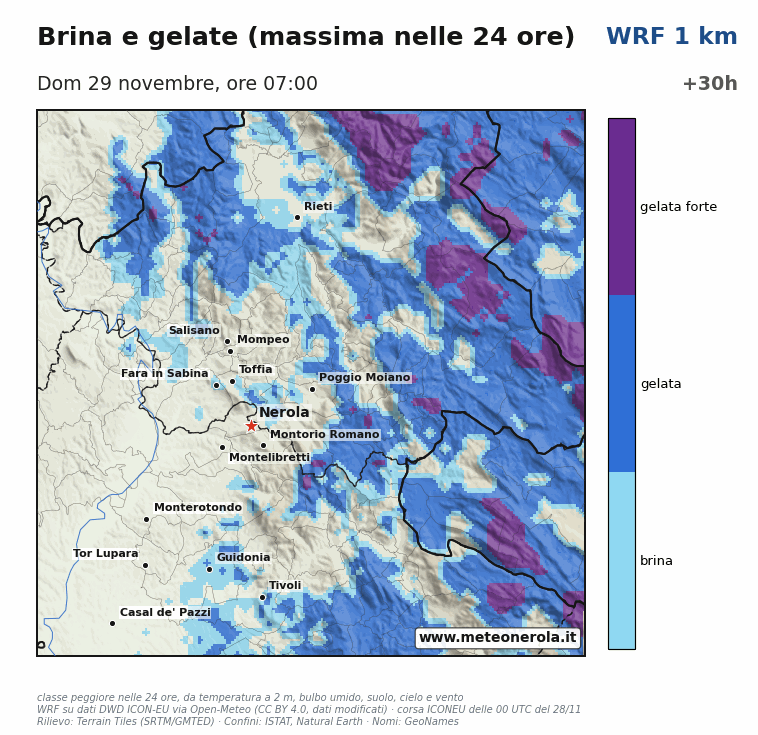 Brina e gelate (massima nelle 24 ore) WRF 1 km
Dom 29 novembre, ore 07:00 +30h
gelata forte
Rieti
Salisano
Mompeo
Toffia
Fara in Sabina
Poggio Moiano
gelata
Nerola
Montorio Romano
Montelibretti
Monterotondo
Tor Lupara
Guidonia
brina
Tivoli
Casal de' Pazzi
www.meteonerola.it
classe peggiore nelle 24 ore, da temperatura a 2 m, bulbo umido, suolo, cielo e vento
WRF su dati DWD ICON-EU via Open-Meteo (CC BY 4.0, dati modificati) · corsa ICONEU delle 00 UTC del 28/11
Rilievo: Terrain Tiles (SRTM/GMTED) · Confini: ISTAT, Natural Earth · Nomi: GeoNames